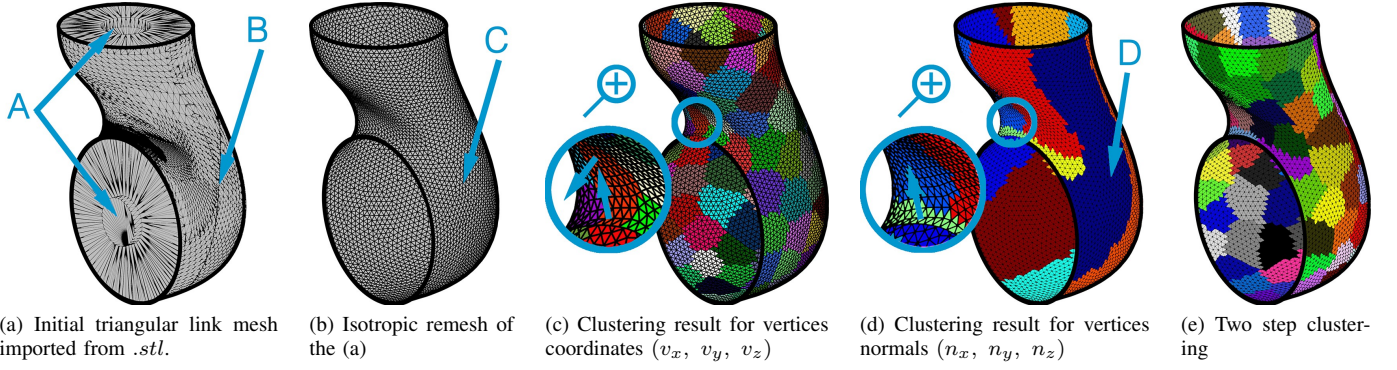 A
B
C
D
(a) Initial triangular link mesh
imported from .stl.
(b) Isotropic remesh of
the (a)
(c) Clustering result for vertices
coordinates (v_x, v_y, v_z)
(d) Clustering result for vertices
normals (n_x, n_y, n_z)
(e) Two step cluster-
ing